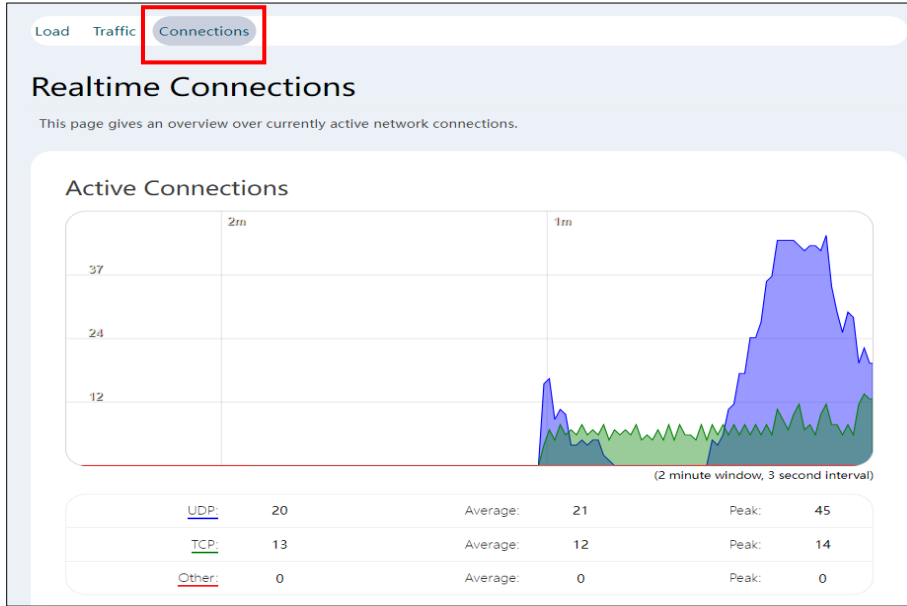 Load Traffic Connections
Realtime Connections
This page gives an overview over currently active network connections.
Active Connections
2m 1m
37
24
12
(2 minute window, 3 second interval)
UDP: 20 Average: 21 Peak: 45
TCP: 13 Average: 12 Peak: 14
Other: 0 Average: 0 Peak: 0